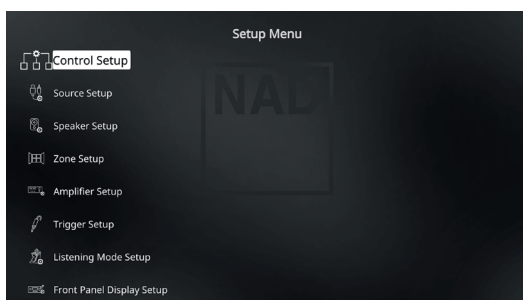 Setup Menu
Control Setup
NAD
Source Setup
Speaker Setup
Zone Setup
Amplifier Setup
Trigger Setup
Listening Mode Setup
Front Panel Display Setup